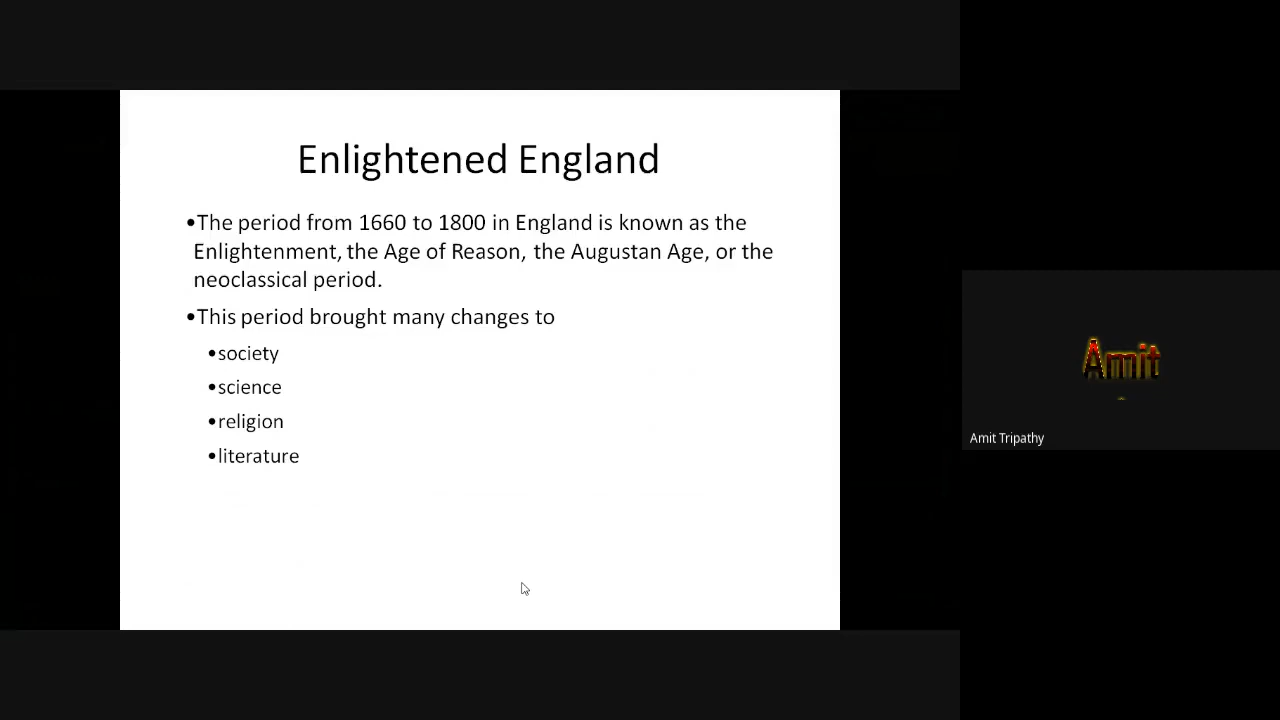 Enlightened England
•The period from 1660 to 1800 in England is known as the
Enlightenment, the Age of Reason, the Augustan Age, or the
neoclassical period.
•This period brought many changes to
•society
•science
•religion
•literature
Amit
Amit Tripathy